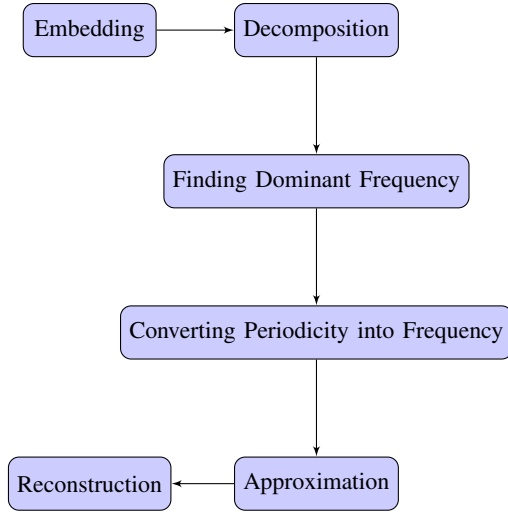 Embedding
Decomposition
Finding Dominant Frequency
Converting Periodicity into Frequency
Reconstruction
Approximation